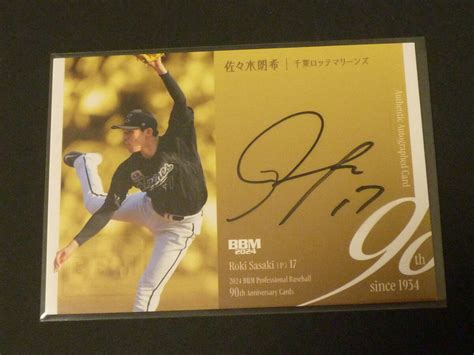 佐々木朗希 | 千葉ロッテマリーンズ
Authentic Autographed Card
17
BBM
2024
Roki Sasaki (P) 17
2024 BBM Professional Baseball
90th Anniversary Cards
90th
since 1934